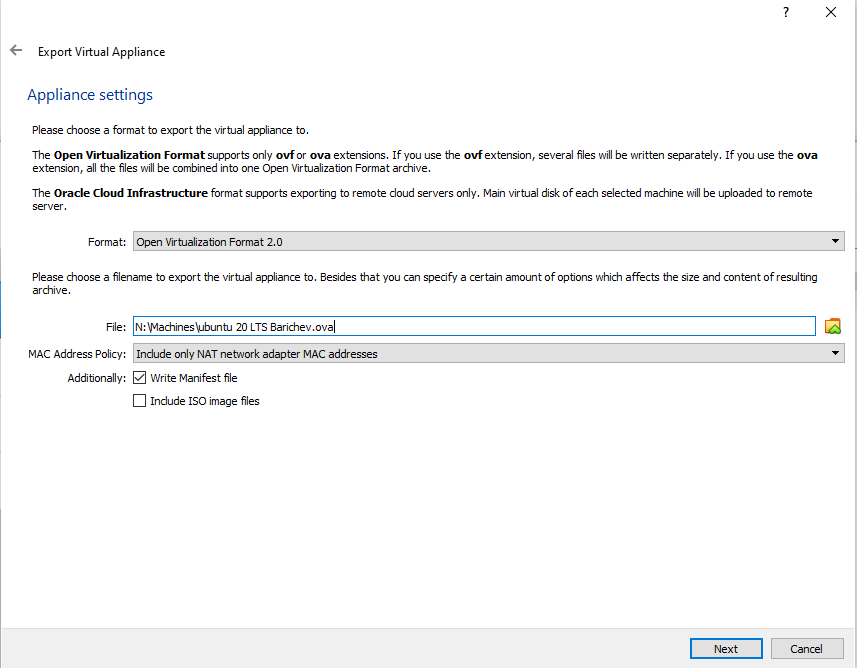 ?
Export Virtual Appliance
Appliance settings
Please choose a format to export the virtual appliance to.
The Open Virtualization Format supports only ovf or ova extensions. If you use the ovf extension, several files will be written separately. If you use the ova
extension, all the files will be combined into one Open Virtualization Format archive.
The Oracle Cloud Infrastructure format supports exporting to remote cloud servers only. Main virtual disk of each selected machine will be uploaded to remote
server.
Format: Open Virtualization Format 2.0
Please choose a filename to export the virtual appliance to. Besides that you can specify a certain amount of options which affects the size and content of resulting
archive.
File: N:\Machines\ubuntu 20 LTS Barichev.ova
MAC Address Policy: Include only NAT network adapter MAC addresses
Additionally: Write Manifest file
Include ISO image files
Next Cancel